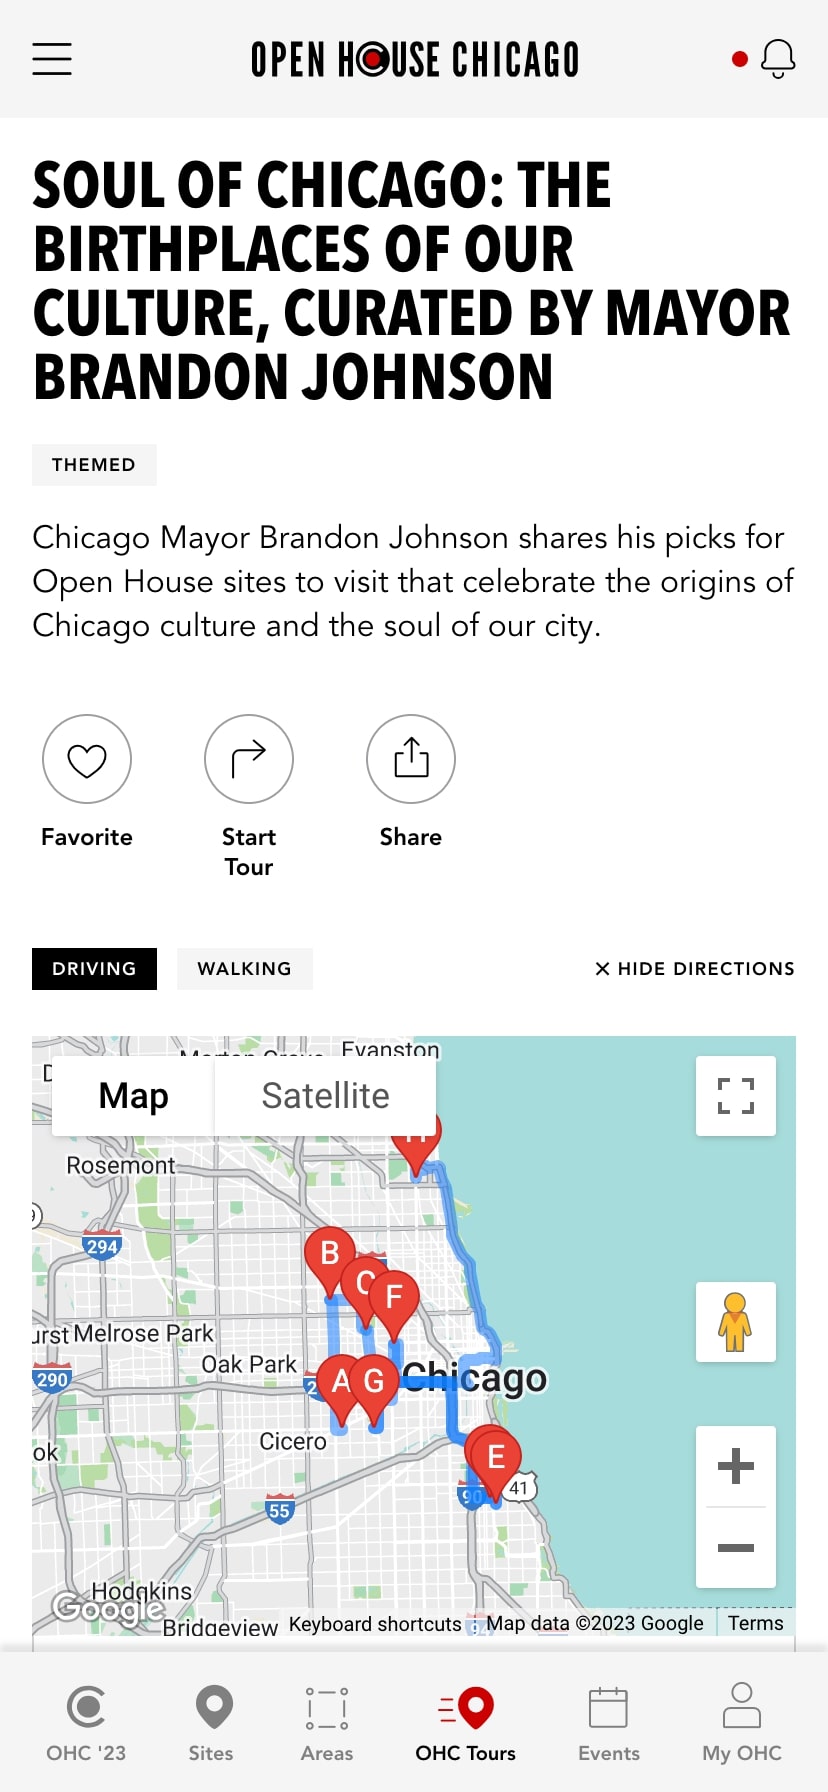 OPEN HOUSE CHICAGO
SOUL OF CHICAGO: THE
BIRTHPLACES OF OUR
CULTURE, CURATED BY MAYOR
BRANDON JOHNSON
THEMED
Chicago Mayor Brandon Johnson shares his picks for
Open House sites to visit that celebrate the origins of
Chicago culture and the soul of our city.
Favorite
Start
Tour
Share
DRIVING
WALKING
HIDE DIRECTIONS
Evanston
Map
Satellite
H
Rosemont
294
B
C
F
Melrose Park
Oak Park
290
A
G
Chicago
Cicero
E
90
41
55
Hodgkins
Google
Bridgeview
Keyboard shortcuts
94
Map data ©2023 Google
Terms
OHC '23
Sites
Areas
OHC Tours
Events
My OHC